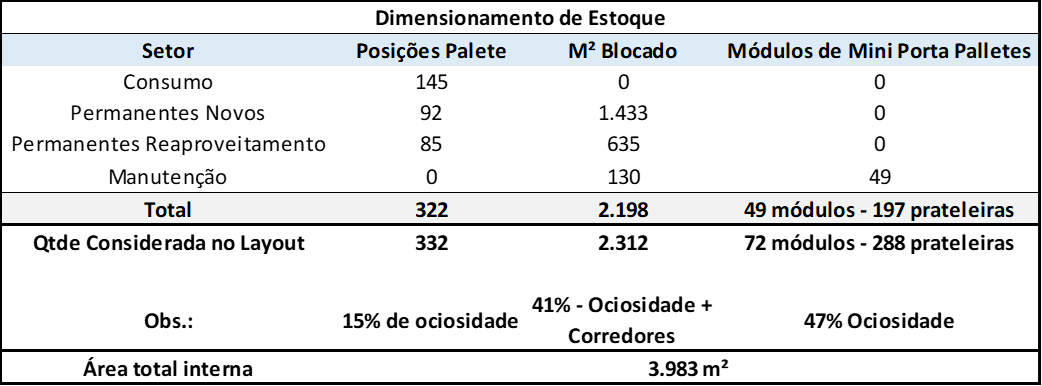 Dimensionamento de Estoque
Setor Posições Palete M² Blocado Módulos de Mini Porta Palletes
Consumo 145 0 0
Permanentes Novos 92 1.433 0
Permanentes Reaproveitamento 85 635 0
Manutenção 0 130 49
Total 322 2.198 49 módulos - 197 prateleiras
Qtde Considerada no Layout 332 2.312 72 módulos - 288 prateleiras
Obs.: 15% de ociosidade 41% - Ociosidade + Corredores 47% Ociosidade
Área total interna 3.983 m²